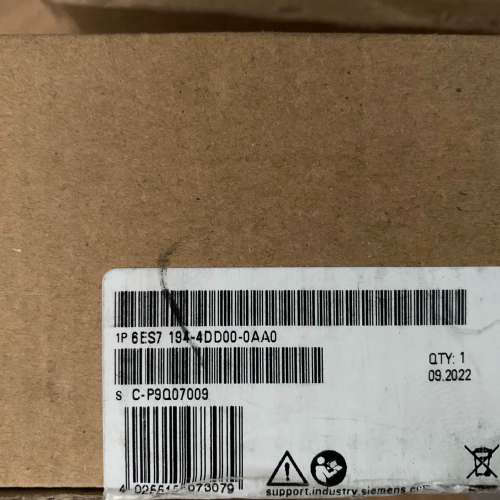 1P 6ES7 194-4DD00-0AA0
QTY: 1
09.2022
S C-P9Q07009
support.industry.siemens